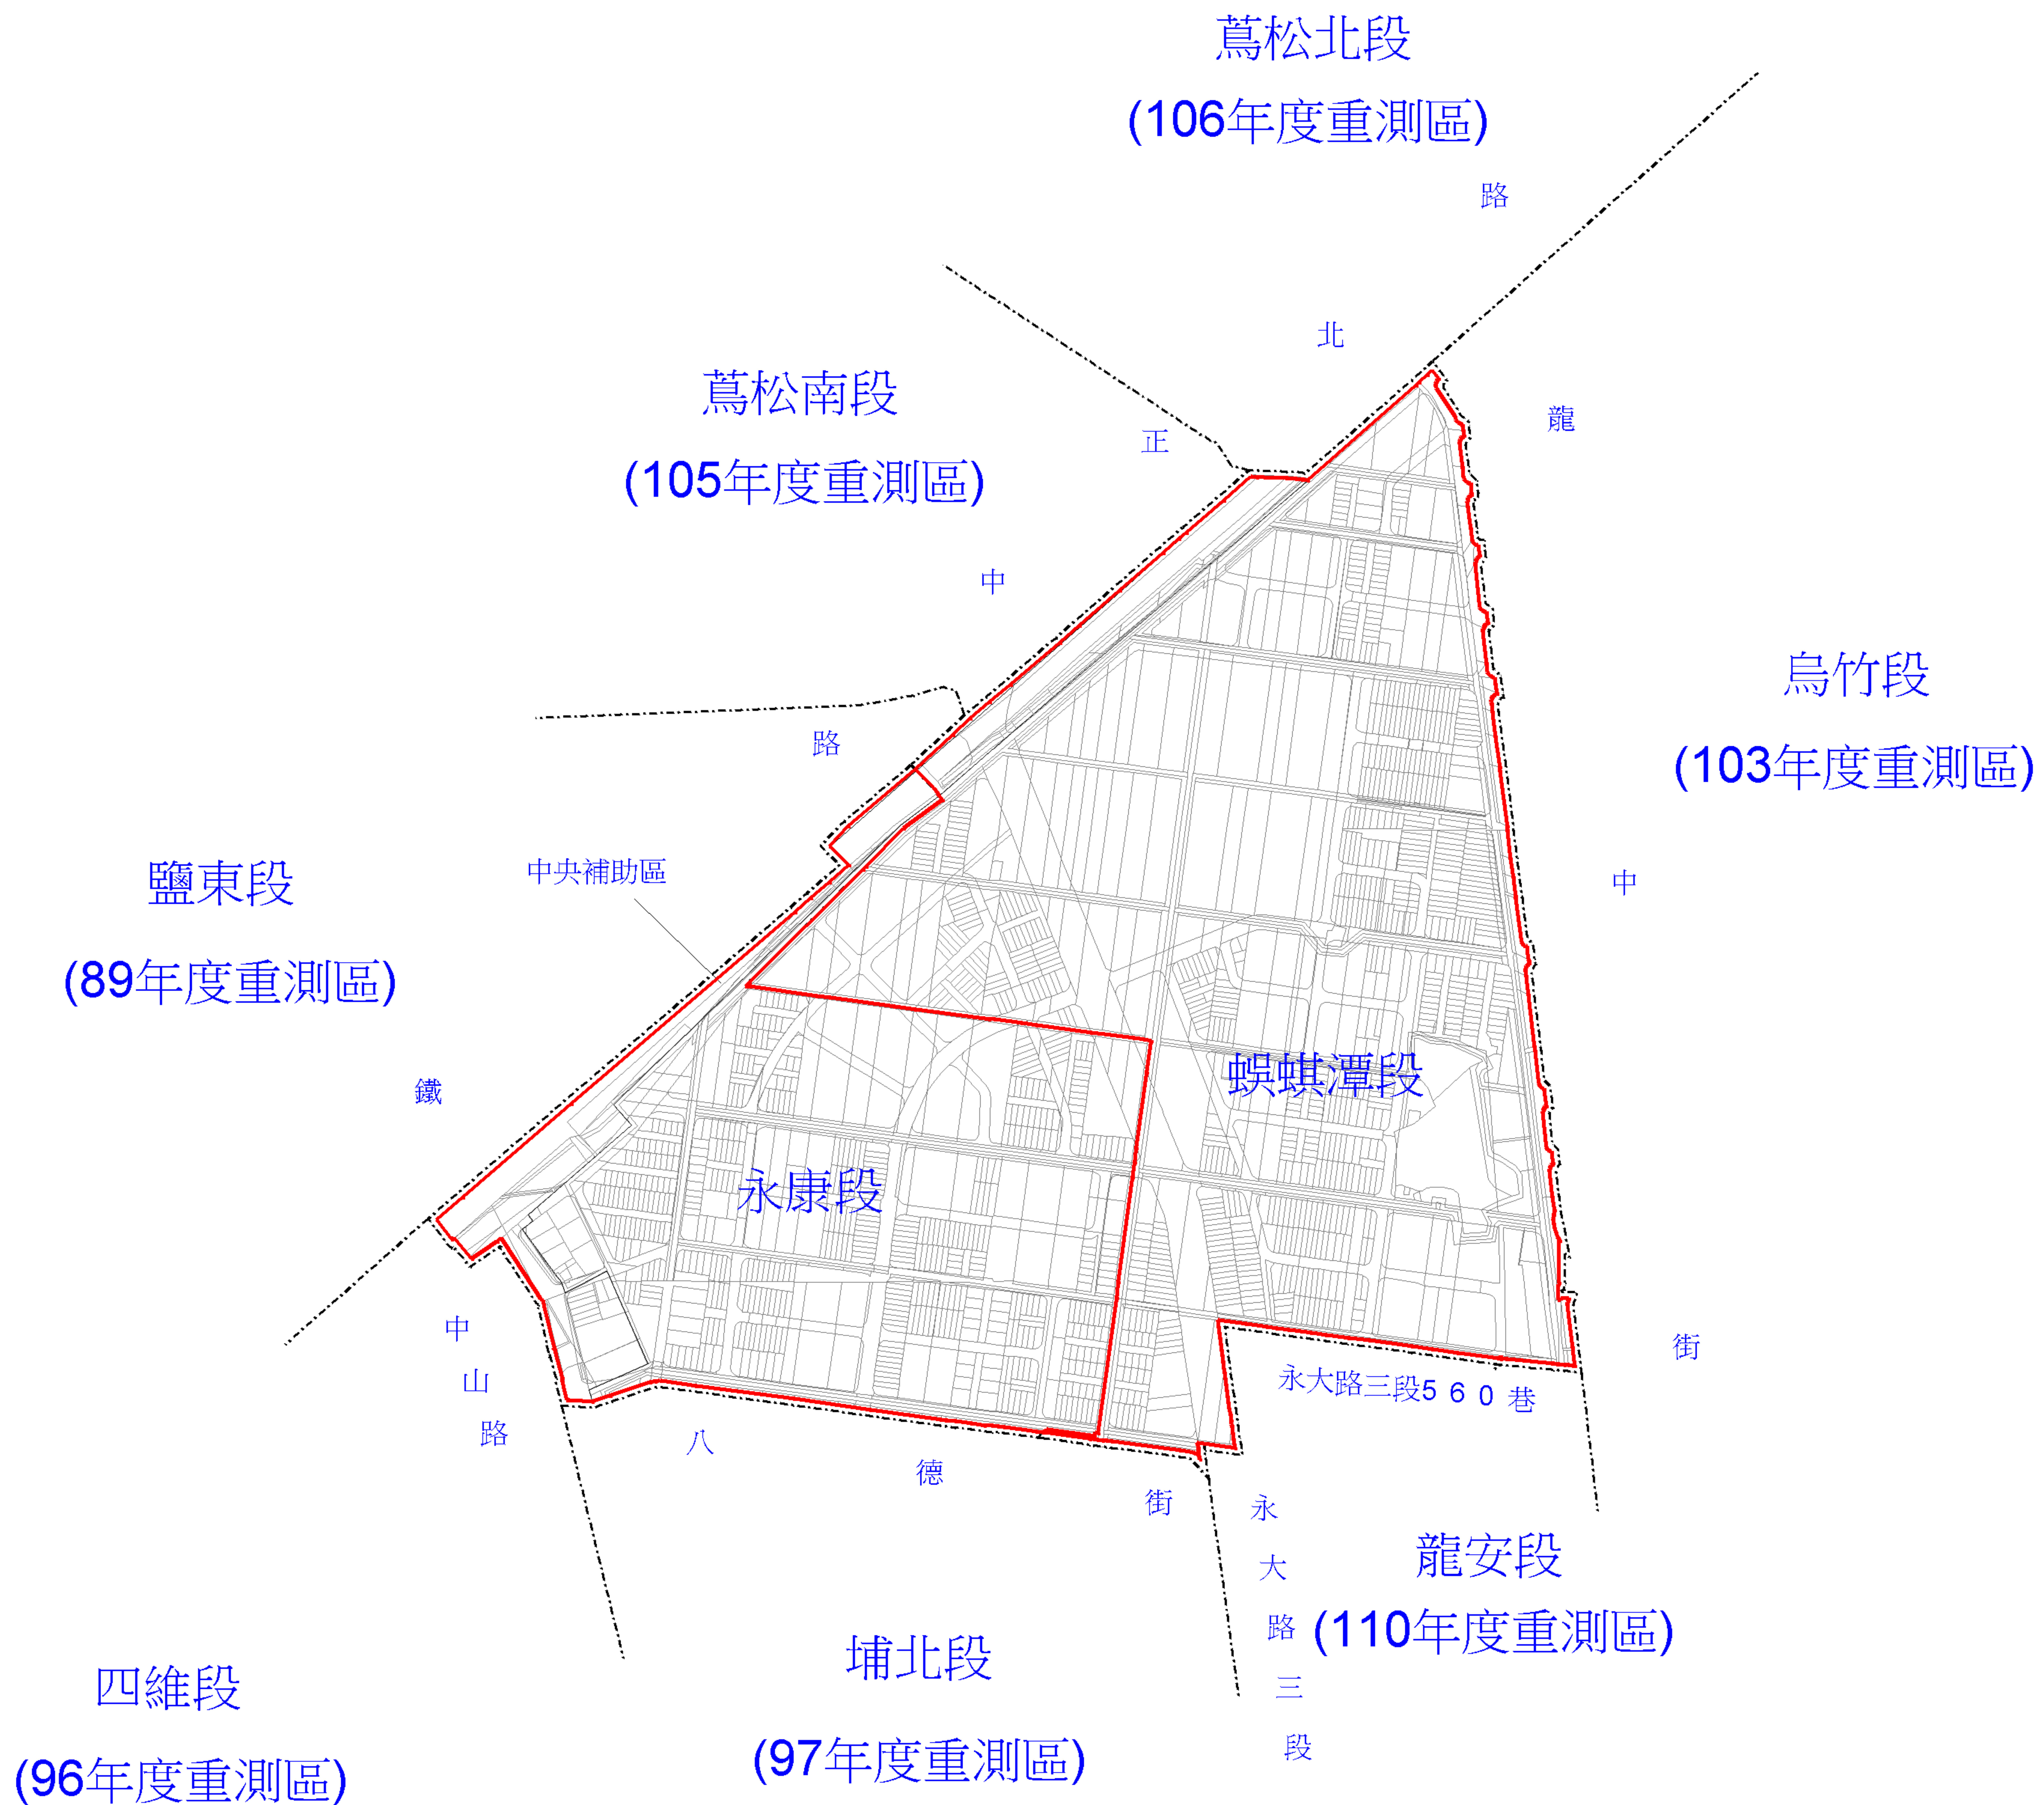 蔦松北段
(106年度重測區)
蔦松南段
(105年度重測區)
中正北路
烏竹段
(103年度重測區)
龍中街
鹽東段
(89年度重測區)
中央補助區
鐵路
蜈蜞潭段
永康段
中山路
八德街
永大路三段560巷
永大路三段
龍安段
(110年度重測區)
埔北段
(97年度重測區)
四維段
(96年度重測區)